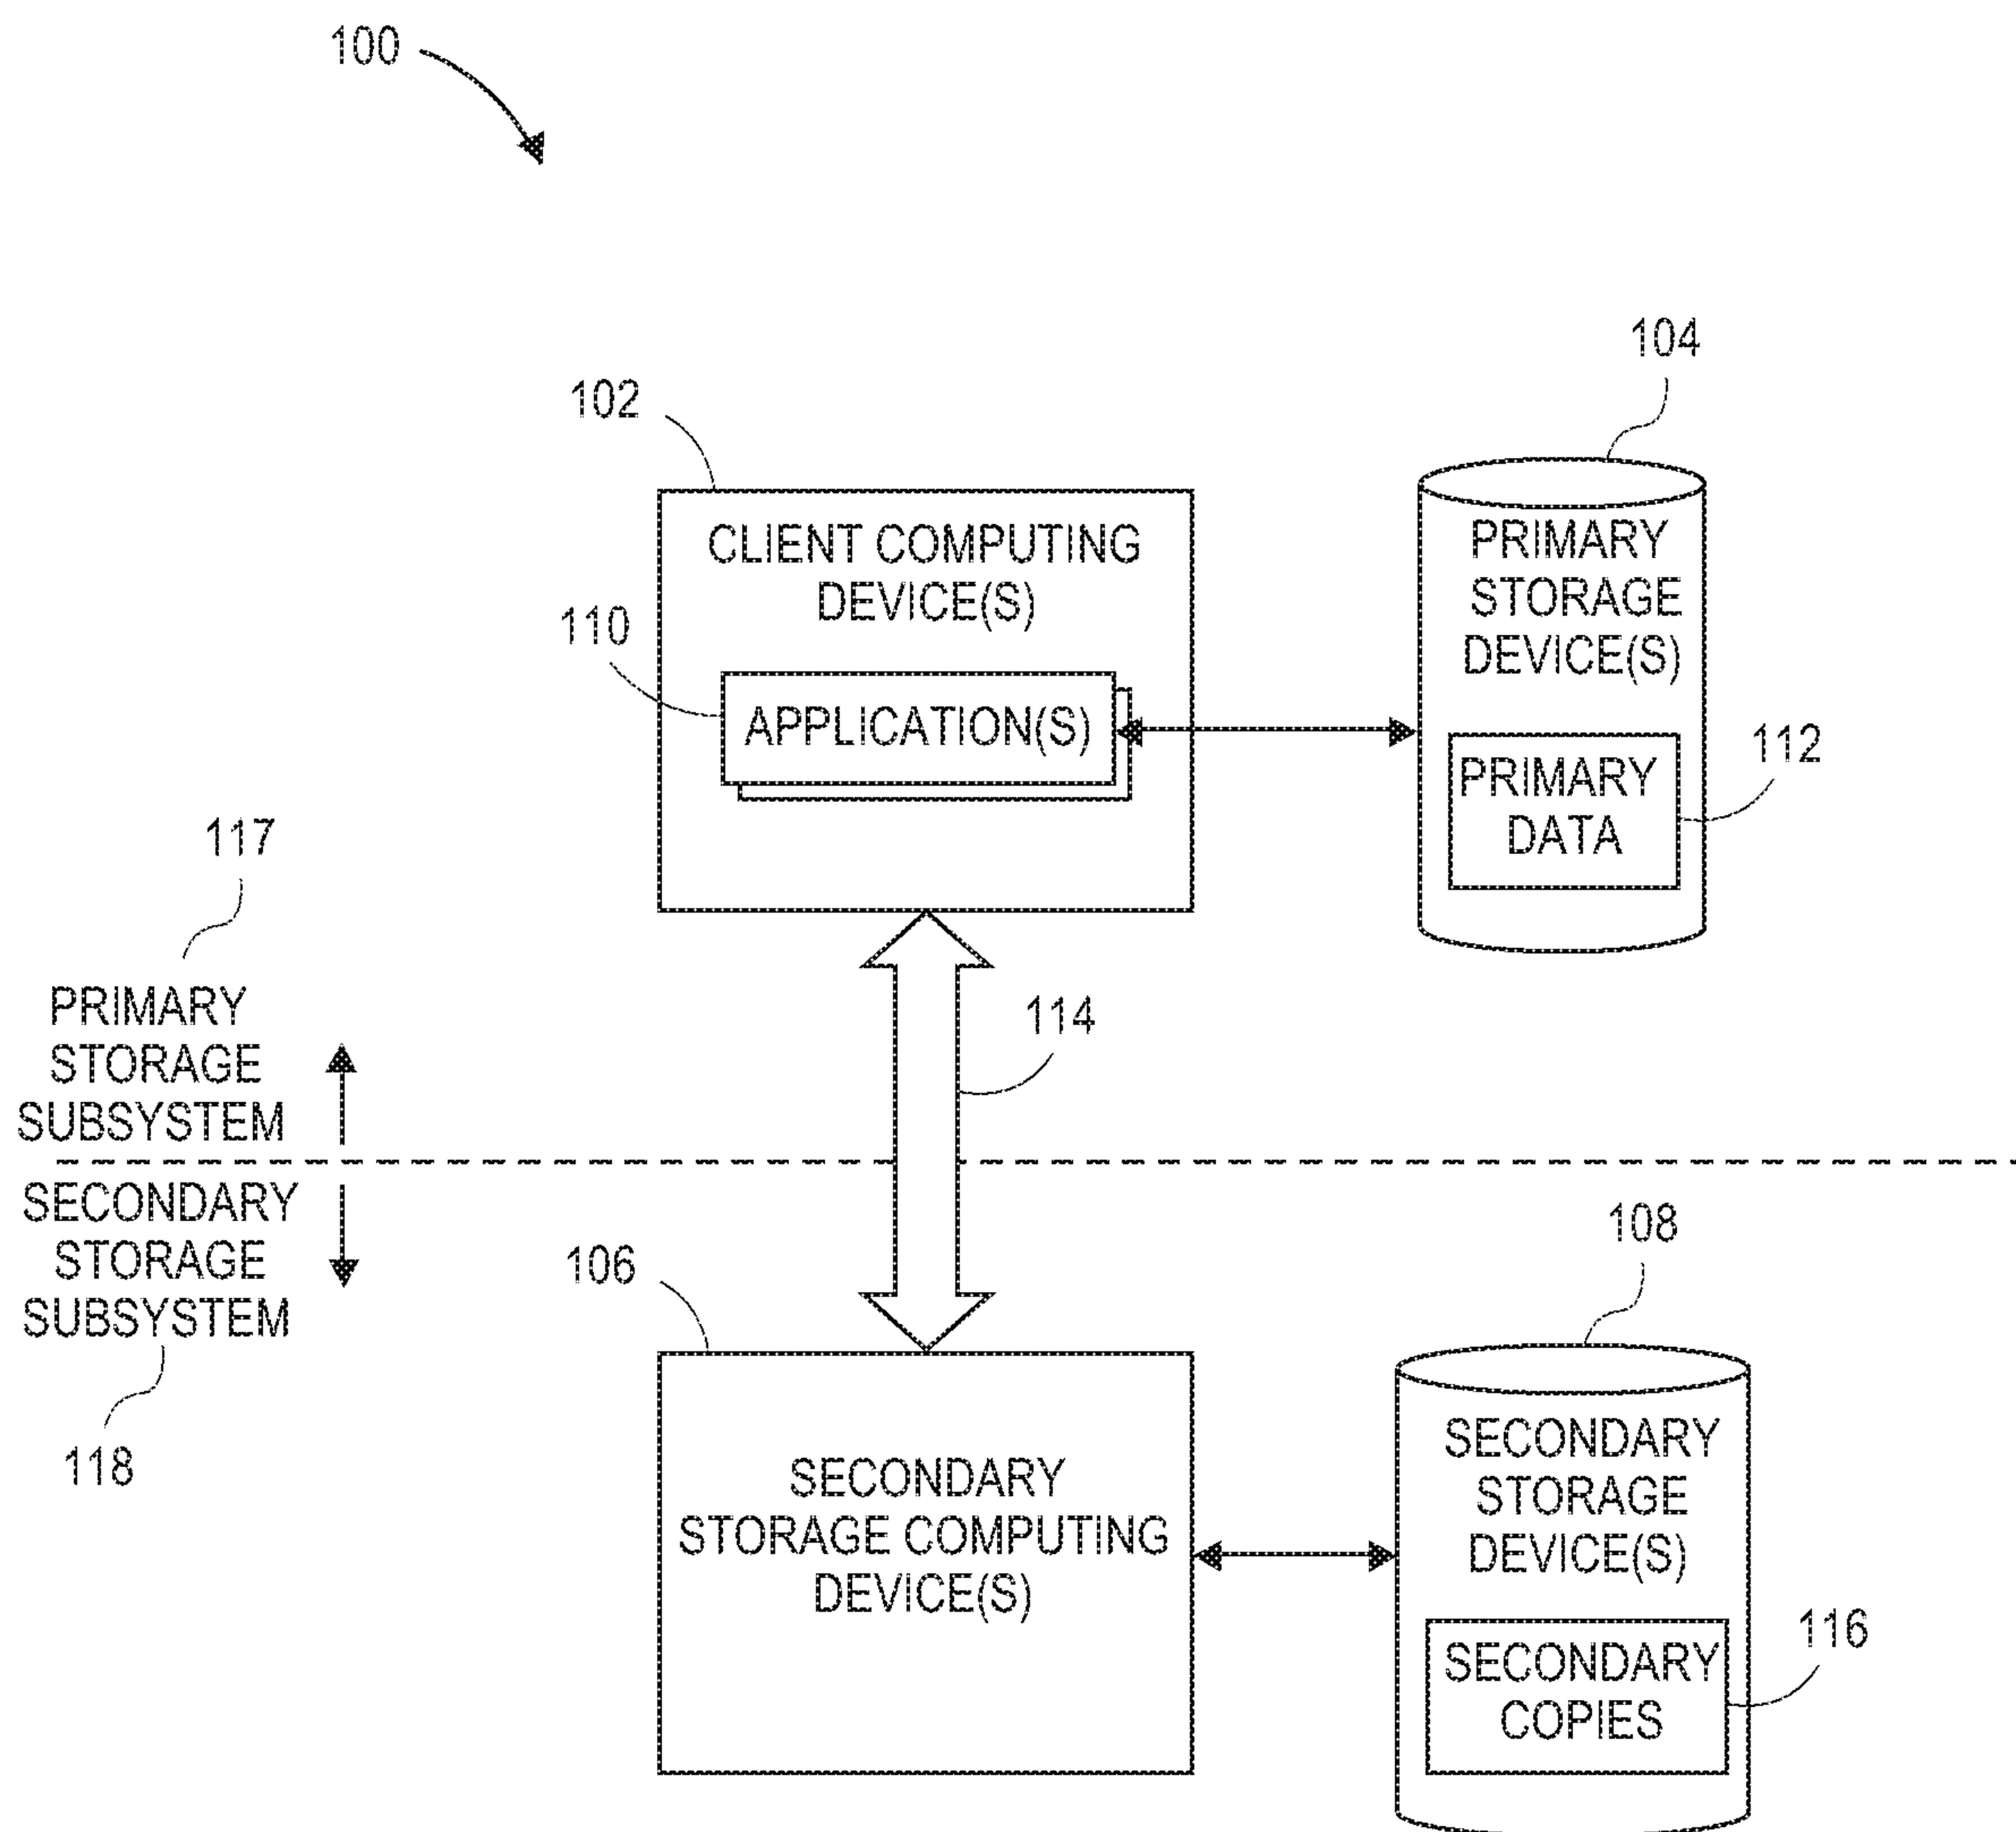 100
104
102
CLIENT COMPUTING
DEVICE(S)
PRIMARY
STORAGE
DEVICE(S)
110
APPLICATION(S)
112
PRIMARY
DATA
117
PRIMARY
STORAGE
SUBSYSTEM
114
SECONDARY
STORAGE
SUBSYSTEM
118
106
108
SECONDARY
STORAGE COMPUTING
DEVICE(S)
SECONDARY
STORAGE
DEVICE(S)
116
SECONDARY
COPIES